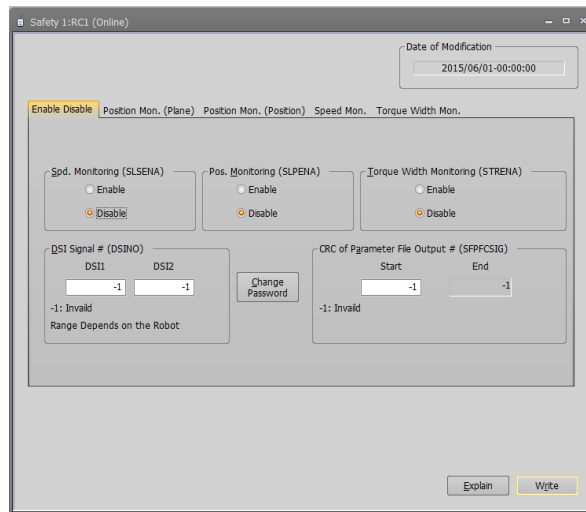 Safety 1:RC1 (Online)
Date of Modification
2015/06/01-00:00:00
Enable Disable Position Mon. (Plane) Position Mon. (Position) Speed Mon. Torque Width Mon.
Spd. Monitoring (SLSENA) Pos. Monitoring (SLPENA) Torque Width Monitoring (STRENA)
Enable Enable Enable
Disable Disable Disable
DSI Signal # (DSINO) CRC of Parameter File Output # (SFPFCSIG)
DSI1 DSI2 Start End
-1 -1 Change Password -1 -1
-1: Invaild -1: Invaild
Range Depends on the Robot
Explain Write